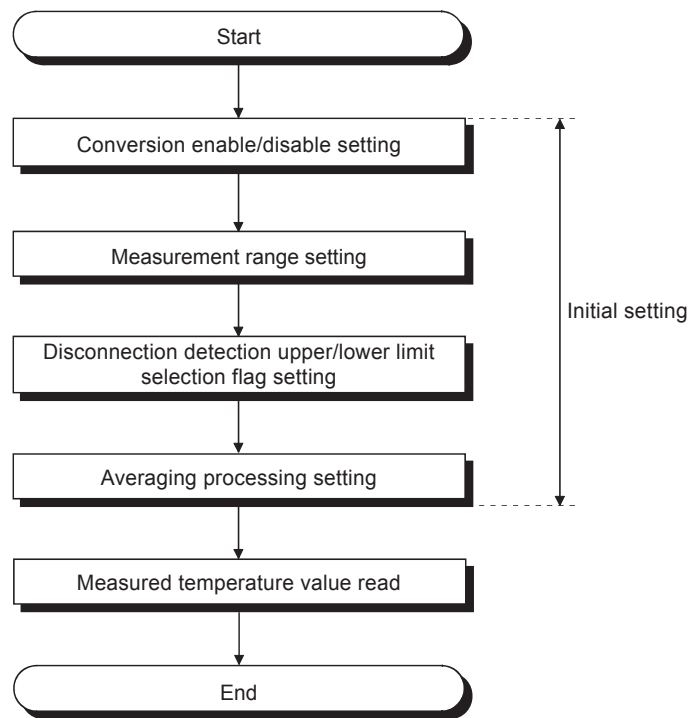 Start
Conversion enable/disable setting
Measurement range setting
Initial setting
Disconnection detection upper/lower limit
selection flag setting
Averaging processing setting
Measured temperature value read
End